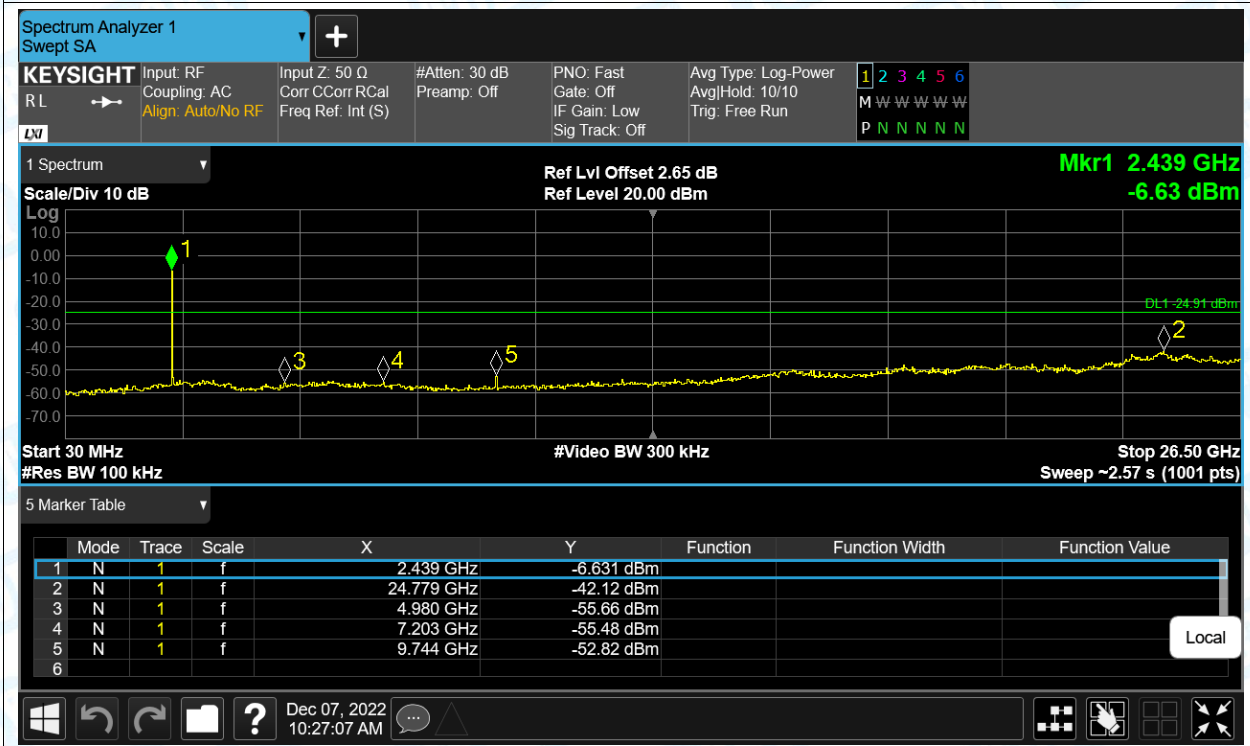 Spectrum Analyzer 1
Swept SA
KEYSIGHT
R L
LXI
Input: RF
Coupling: AC
Align: Auto/No RF
Input Z: 50 Ω
Corr CCorr RCal
Freq Ref: Int (S)
#Atten: 30 dB
Preamp: Off
PNO: Fast
Gate: Off
IF Gain: Low
Sig Track: Off
Avg Type: Log-Power
Avg|Hold: 10/10
Trig: Free Run
1 2 3 4 5 6
M W W W W W
P N N N N N
1 Spectrum
Scale/Div 10 dB
Ref Lvl Offset 2.65 dB
Ref Level 20.00 dBm
Mkr1 2.439 GHz
-6.63 dBm
Log
10.0
0.00
-10.0
-20.0
-30.0
-40.0
-50.0
-60.0
-70.0
1
DL1 -24.91 dBm
2
3
4
5
Start 30 MHz
#Video BW 300 kHz
Stop 26.50 GHz
#Res BW 100 kHz
Sweep ~2.57 s (1001 pts)
5 Marker Table
Mode Trace Scale X Y Function Function Width Function Value
1 N 1 f 2.439 GHz -6.631 dBm
2 N 1 f 24.779 GHz -42.12 dBm
3 N 1 f 4.980 GHz -55.66 dBm
4 N 1 f 7.203 GHz -55.48 dBm
5 N 1 f 9.744 GHz -52.82 dBm
6
Local
?
Dec 07, 2022
10:27:07 AM